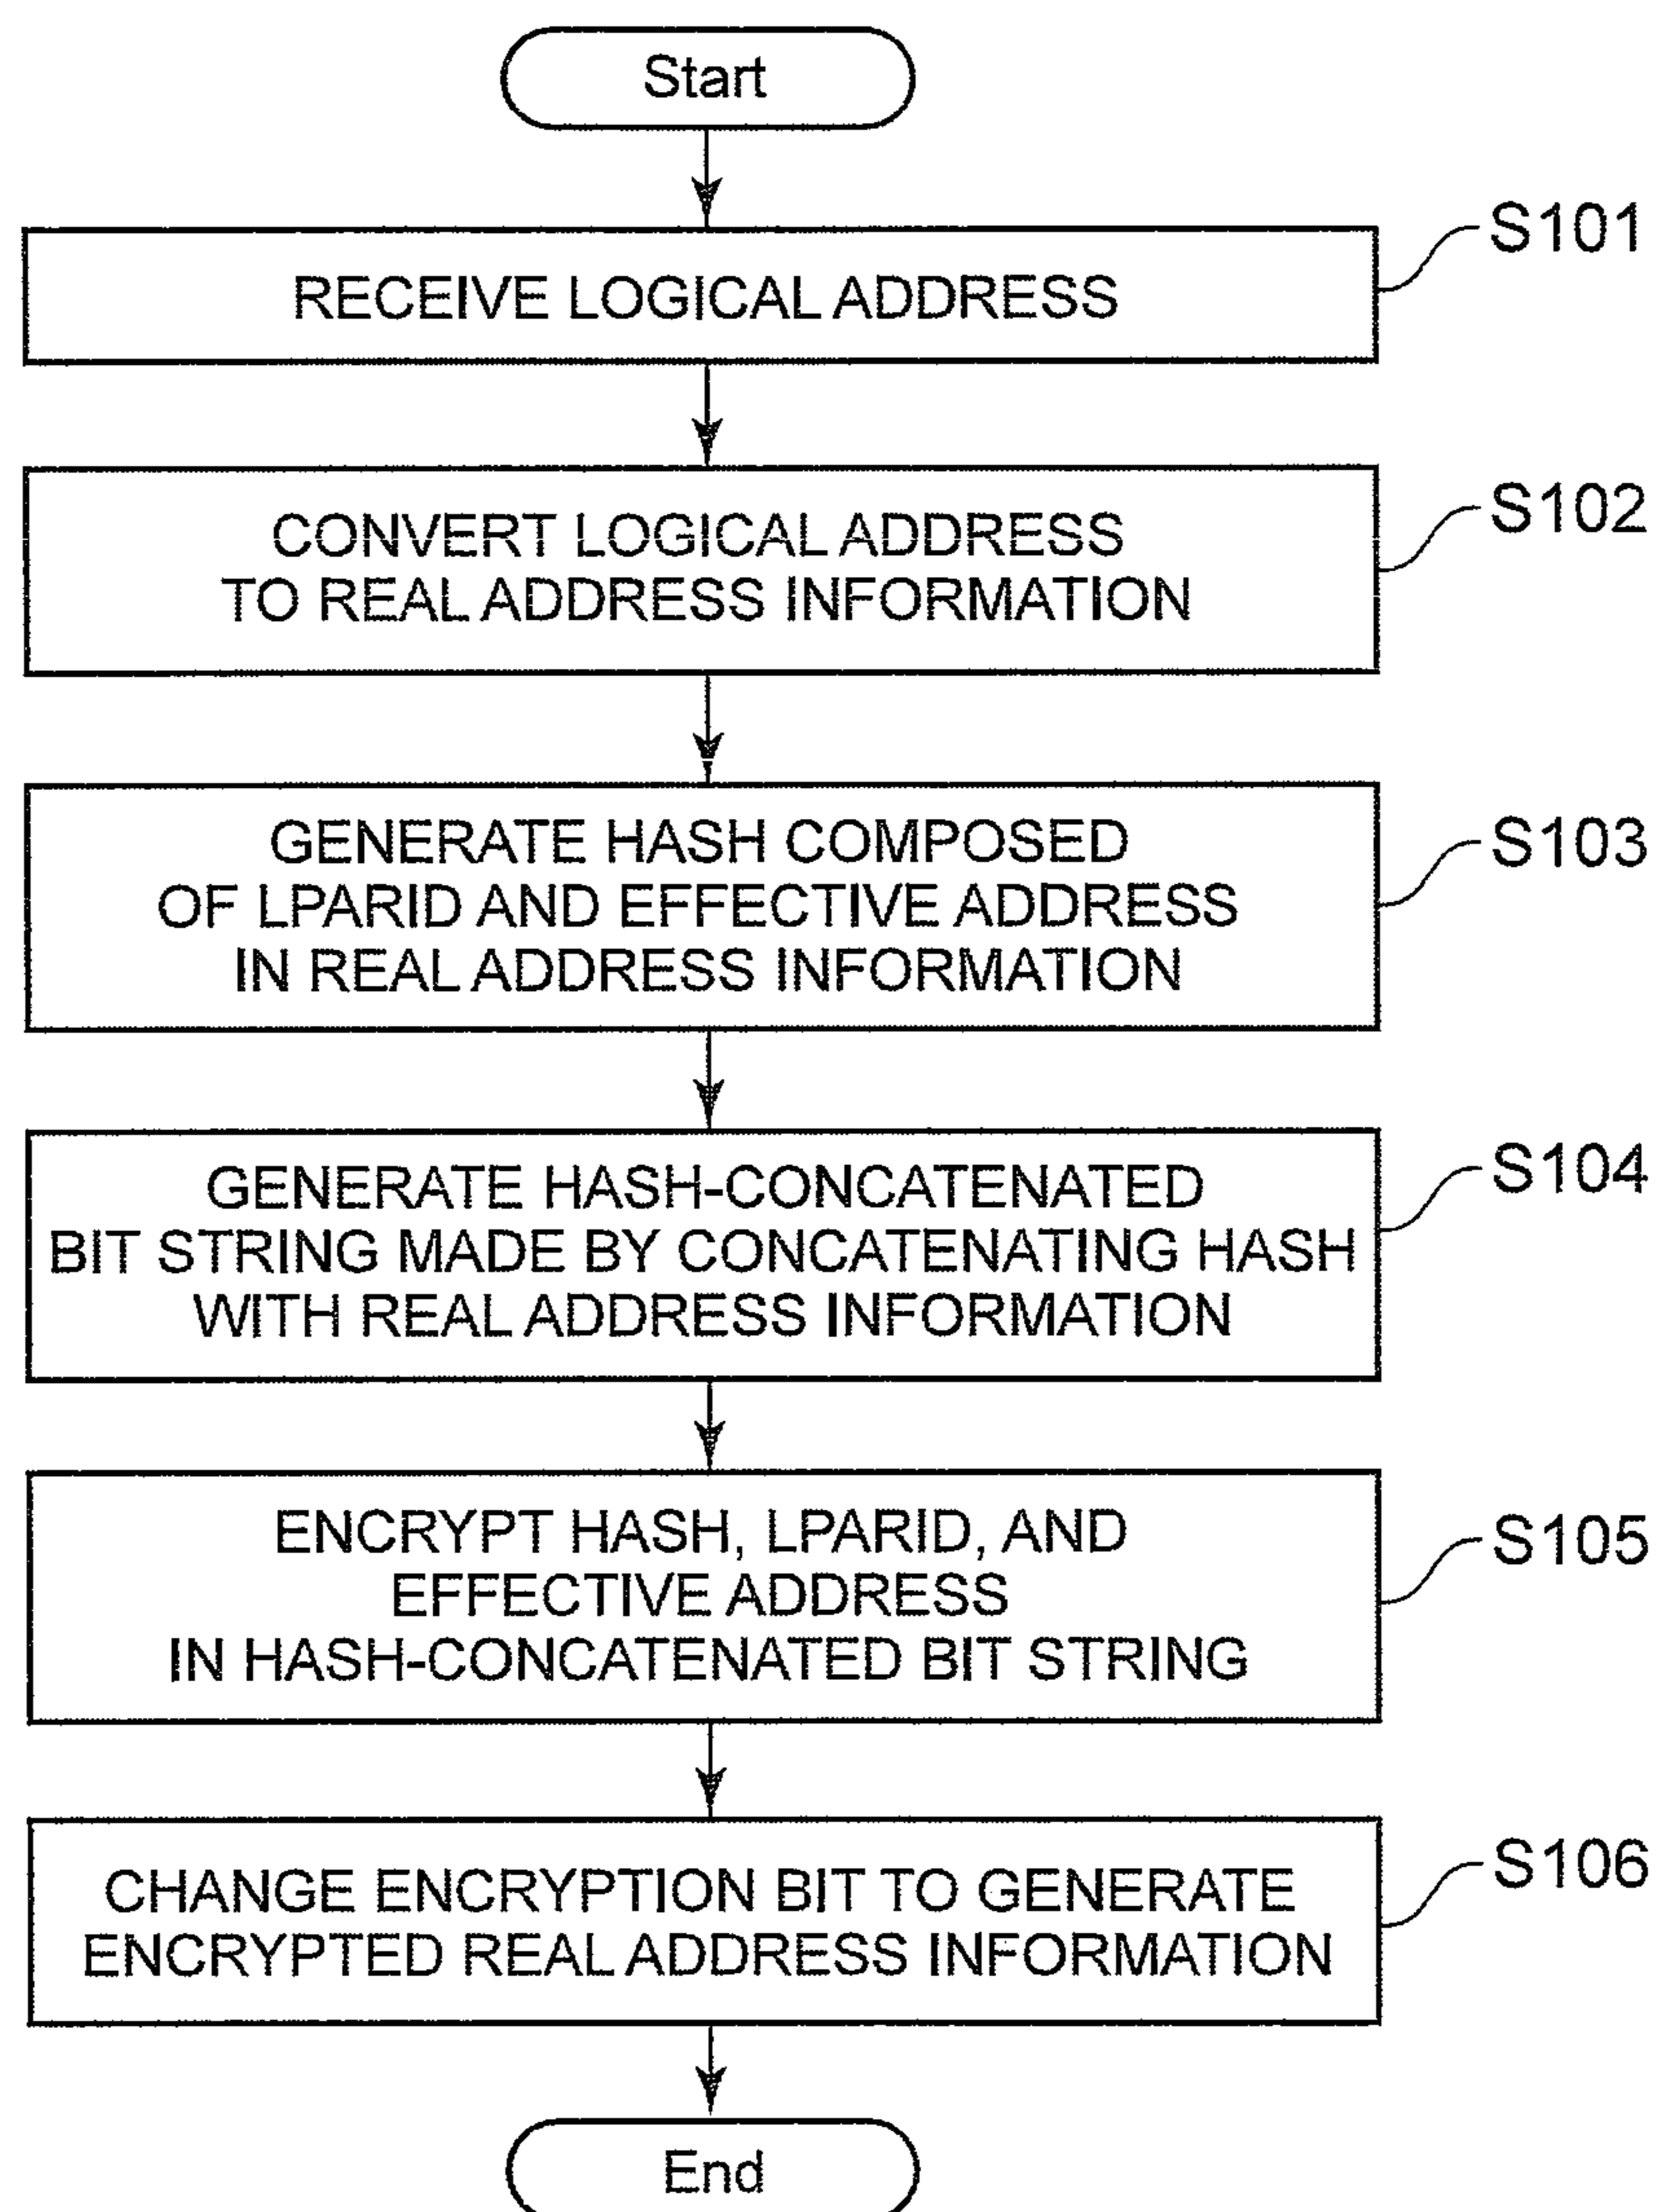 Start
S101
RECEIVE LOGICAL ADDRESS
S102
CONVERT LOGICAL ADDRESS
TO REAL ADDRESS INFORMATION
S103
GENERATE HASH COMPOSED
OF LPARID AND EFFECTIVE ADDRESS
IN REAL ADDRESS INFORMATION
S104
GENERATE HASH-CONCATENATED
BIT STRING MADE BY CONCATENATING HASH
WITH REAL ADDRESS INFORMATION
S105
ENCRYPT HASH, LPARID, AND
EFFECTIVE ADDRESS
IN HASH-CONCATENATED BIT STRING
S106
CHANGE ENCRYPTION BIT TO GENERATE
ENCRYPTED REAL ADDRESS INFORMATION
End